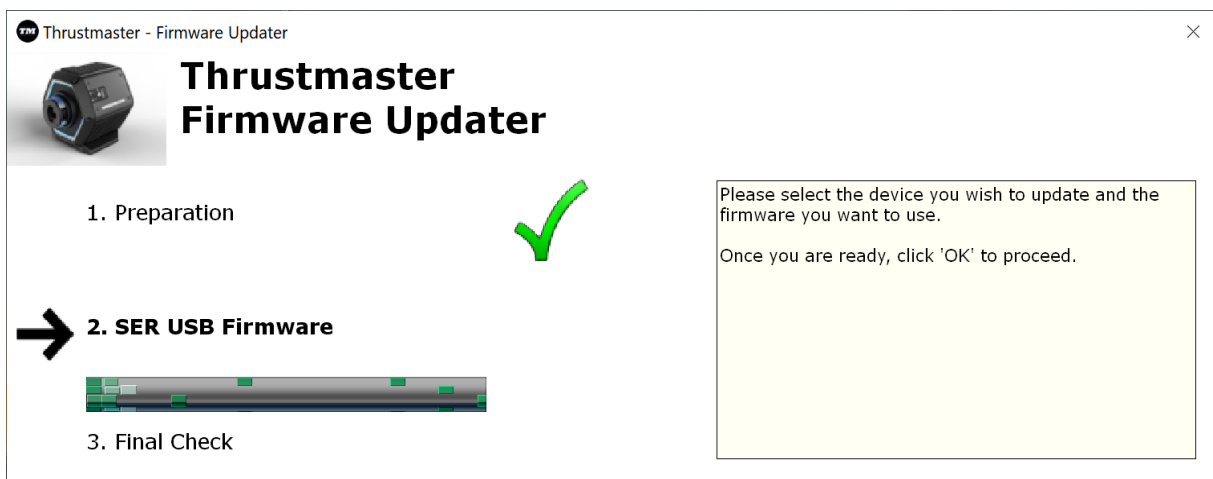 TM Thrustmaster - Firmware Updater
Thrustmaster
Firmware Updater
1. Preparation
2. SER USB Firmware
3. Final Check
Please select the device you wish to update and the
firmware you want to use.
Once you are ready, click 'OK' to proceed.